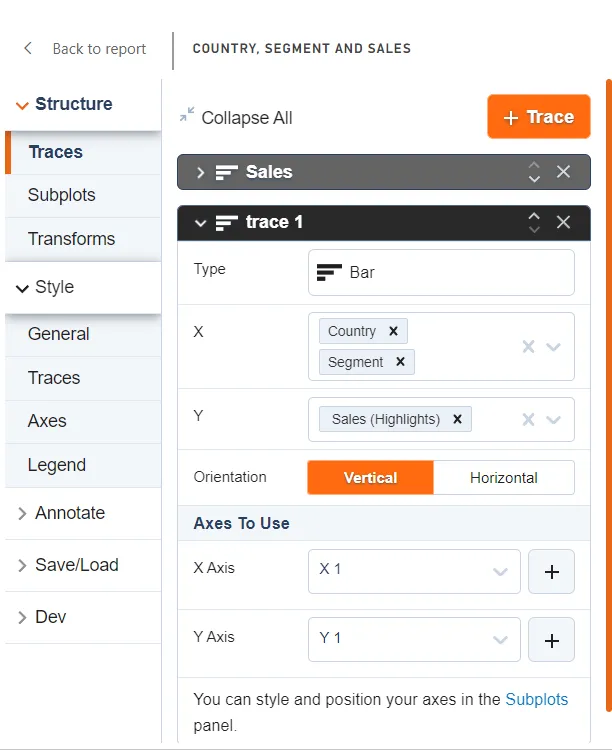 Back to report
COUNTRY, SEGMENT AND SALES
Structure
Traces
Subplots
Transforms
Style
General
Traces
Axes
Legend
Annotate
Save/Load
Dev
Collapse All
+ Trace
Sales
trace 1
Type
Bar
X
Country ×
Segment ×
Y
Sales (Highlights) ×
Orientation
Vertical
Horizontal
Axes To Use
X Axis
X 1
+
Y Axis
Y 1
+
You can style and position your axes in the Subplots
panel.